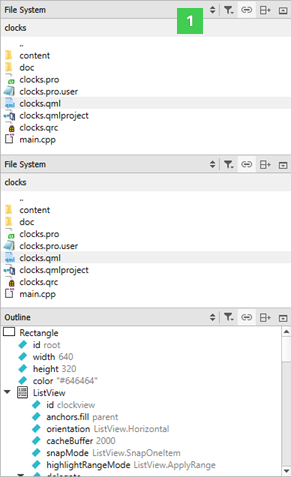 File System
1
clocks
..
content
doc
clocks.pro
clocks.pro.user
clocks.qml
clocks.qmlproject
clocks.qrc
main.cpp
File System
clocks
..
content
doc
clocks.pro
clocks.pro.user
clocks.qml
clocks.qmlproject
clocks.qrc
main.cpp
Outline
Rectangle
id root
width 640
height 320
color "#646464"
ListView
id clockview
anchors.fill parent
orientation ListView.Horizontal
cacheBuffer 2000
snapMode ListView.SnapOneItem
highlightRangeMode ListView.ApplyRange
delegate